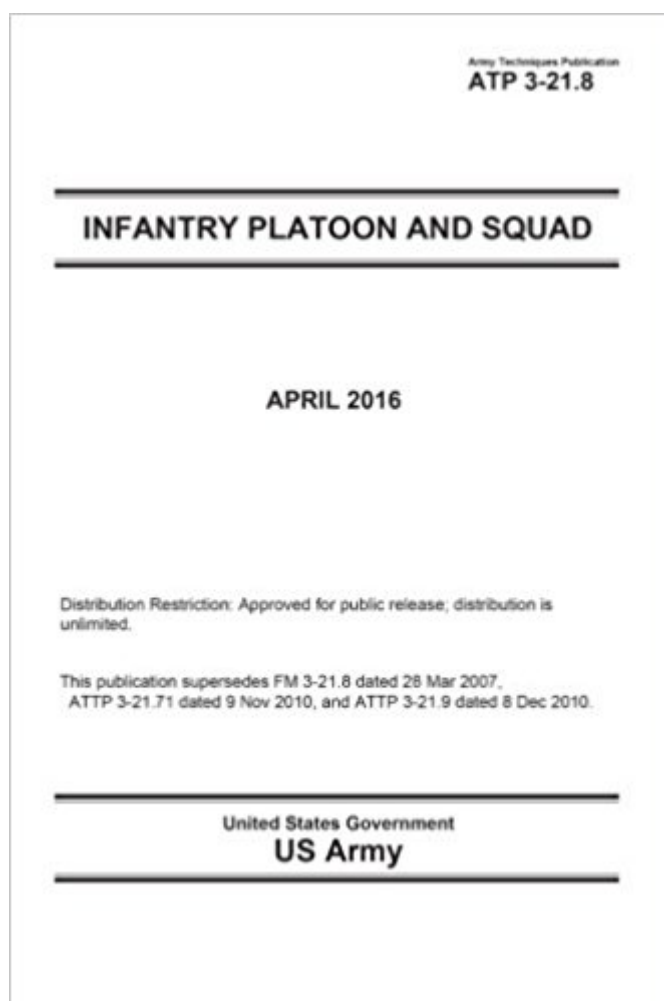 Army Techniques Publication
ATP 3-21.8
INFANTRY PLATOON AND SQUAD
APRIL 2016
Distribution Restriction: Approved for public release; distribution is
unlimited.
This publication supersedes FM 3-21.8 dated 28 Mar 2007,
ATTP 3-21.71 dated 9 Nov 2010, and ATTP 3-21.9 dated 8 Dec 2010.
United States Government
US Army